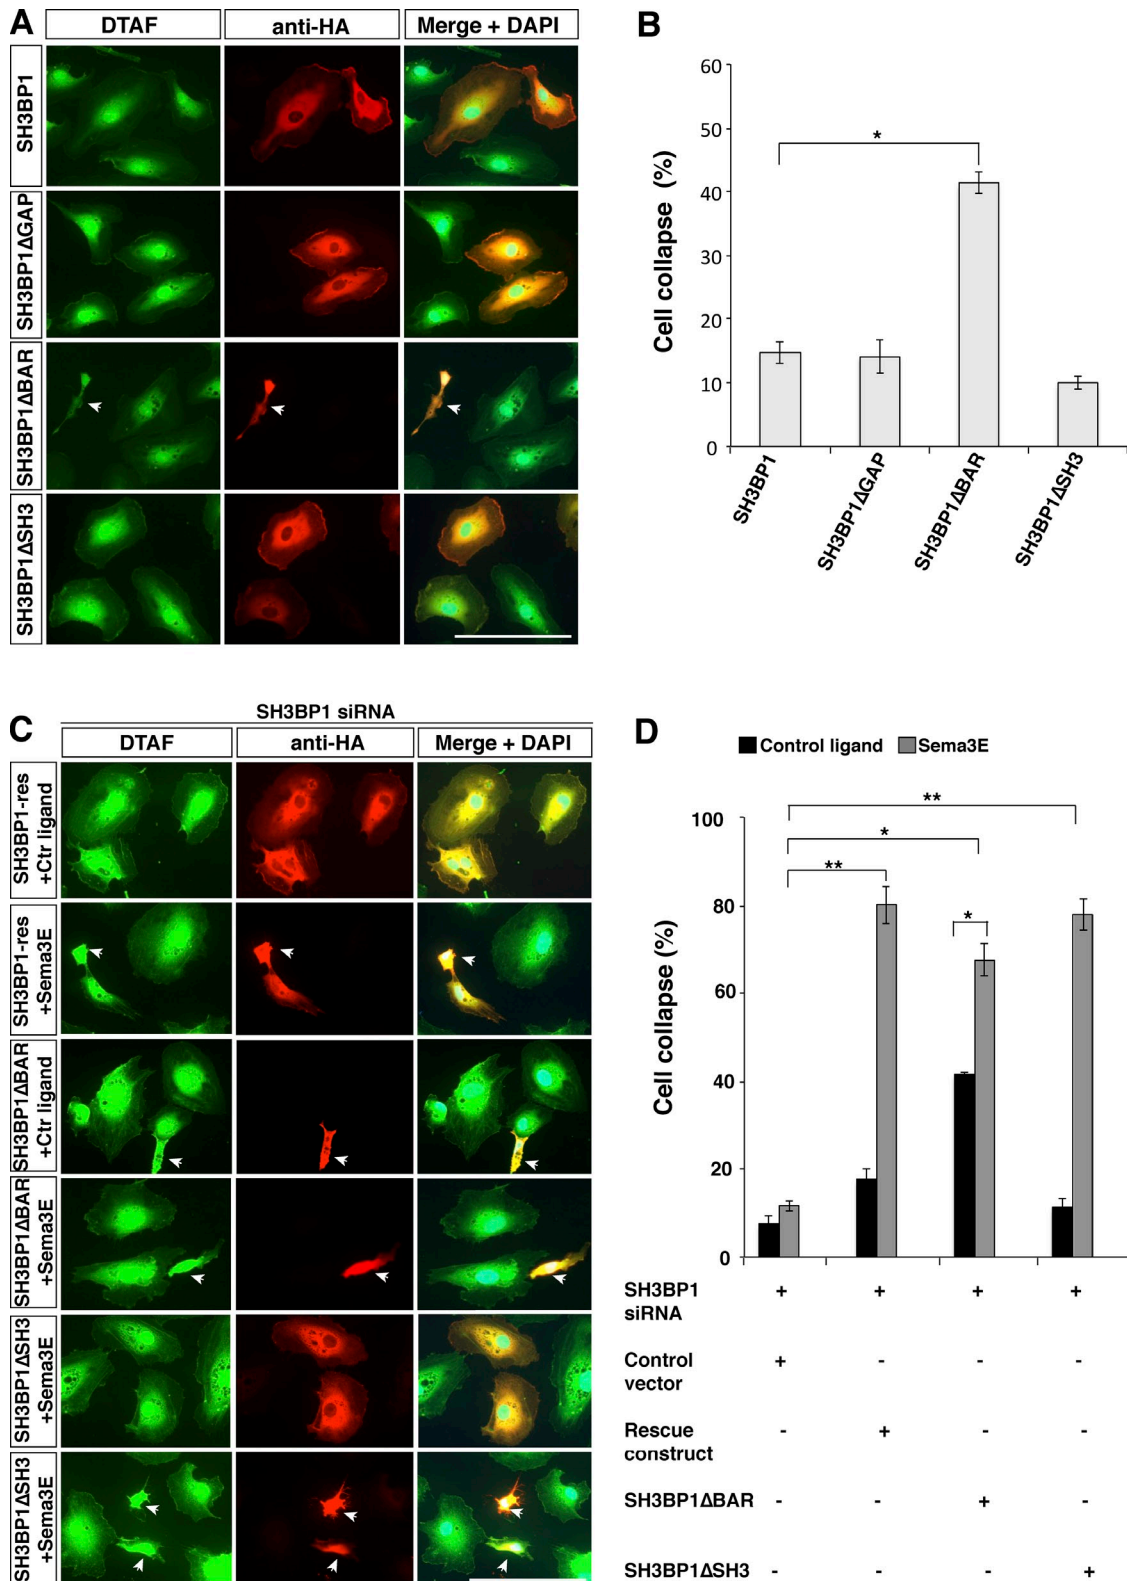 A
DTAF
anti-HA
Merge + DAPI
SH3BP1
SH3BP1ΔGAP
SH3BP1ΔBAR
SH3BP1ΔSH3
B
Cell collapse (%)
60
50
40
30
20
10
0
*
SH3BP1
SH3BP1ΔGAP
SH3BP1ΔBAR
SH3BP1ΔSH3
C
SH3BP1 siRNA
DTAF
anti-HA
Merge + DAPI
SH3BP1-res
+Ctr ligand
SH3BP1-res
+Sema3E
SH3BP1ΔBAR
+Ctr ligand
SH3BP1ΔBAR
+Sema3E
SH3BP1ΔSH3
+Sema3E
SH3BP1ΔSH3
+Sema3E
D
Control ligand Sema3E
Cell collapse (%)
100
80
60
40
20
0
**
*
**
*
SH3BP1
siRNA
+ + + +
Control
vector
+ - - -
Rescue
construct
- + - -
SH3BP1ΔBAR
- - + -
SH3BP1ΔSH3
- - - +